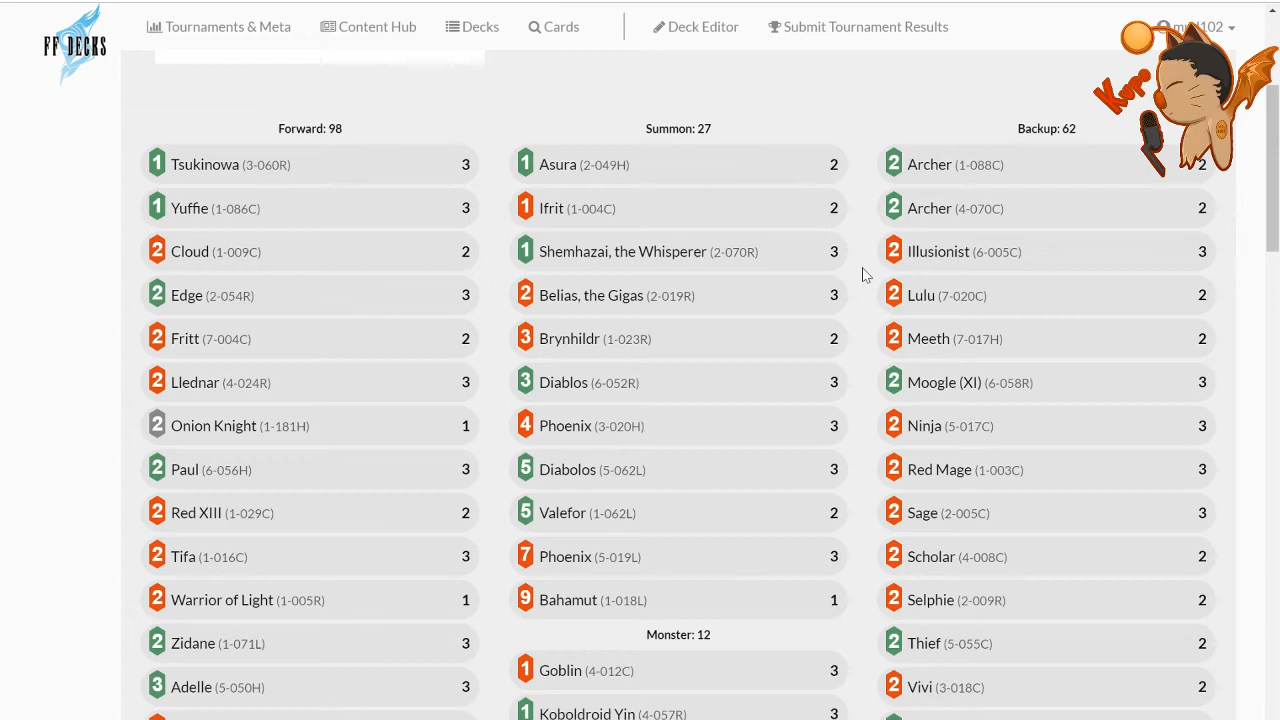 FF DECKS
Tournaments & Meta
Content Hub
Decks
Cards
Deck Editor
Submit Tournament Results
Kupo
Forward: 98
1 Tsukinowa (3-060R) 3
1 Yuffie (1-086C) 3
2 Cloud (1-009C) 2
2 Edge (2-054R) 3
2 Fritt (7-004C) 2
2 Llednar (4-024R) 3
2 Onion Knight (1-181H) 1
2 Paul (6-056H) 3
2 Red XIII (1-029C) 2
2 Tifa (1-016C) 3
2 Warrior of Light (1-005R) 1
2 Zidane (1-071L) 3
3 Adelle (5-050H) 3
Summon: 27
1 Asura (2-049H) 2
1 Ifrit (1-004C) 2
1 Shemhazai, the Whisperer (2-070R) 3
2 Belias, the Gigas (2-019R) 3
3 Brynhildr (1-023R) 2
3 Diablos (6-052R) 3
4 Phoenix (3-020H) 3
5 Diabolos (5-062L) 3
5 Valefor (1-062L) 2
7 Phoenix (5-019L) 3
9 Bahamut (1-018L) 1
Monster: 12
1 Goblin (4-012C) 3
1 Koboldroid Yin (4-057R) 3
Backup: 62
2 Archer (1-088C) 2
2 Archer (4-070C) 2
2 Illusionist (6-005C) 3
2 Lulu (7-020C) 2
2 Meeth (7-017H) 2
2 Moogle (XI) (6-058R) 3
2 Ninja (5-017C) 3
2 Red Mage (1-003C) 3
2 Sage (2-005C) 3
2 Scholar (4-008C) 2
2 Selphie (2-009R) 2
2 Thief (5-055C) 2
2 Vivi (3-018C) 2